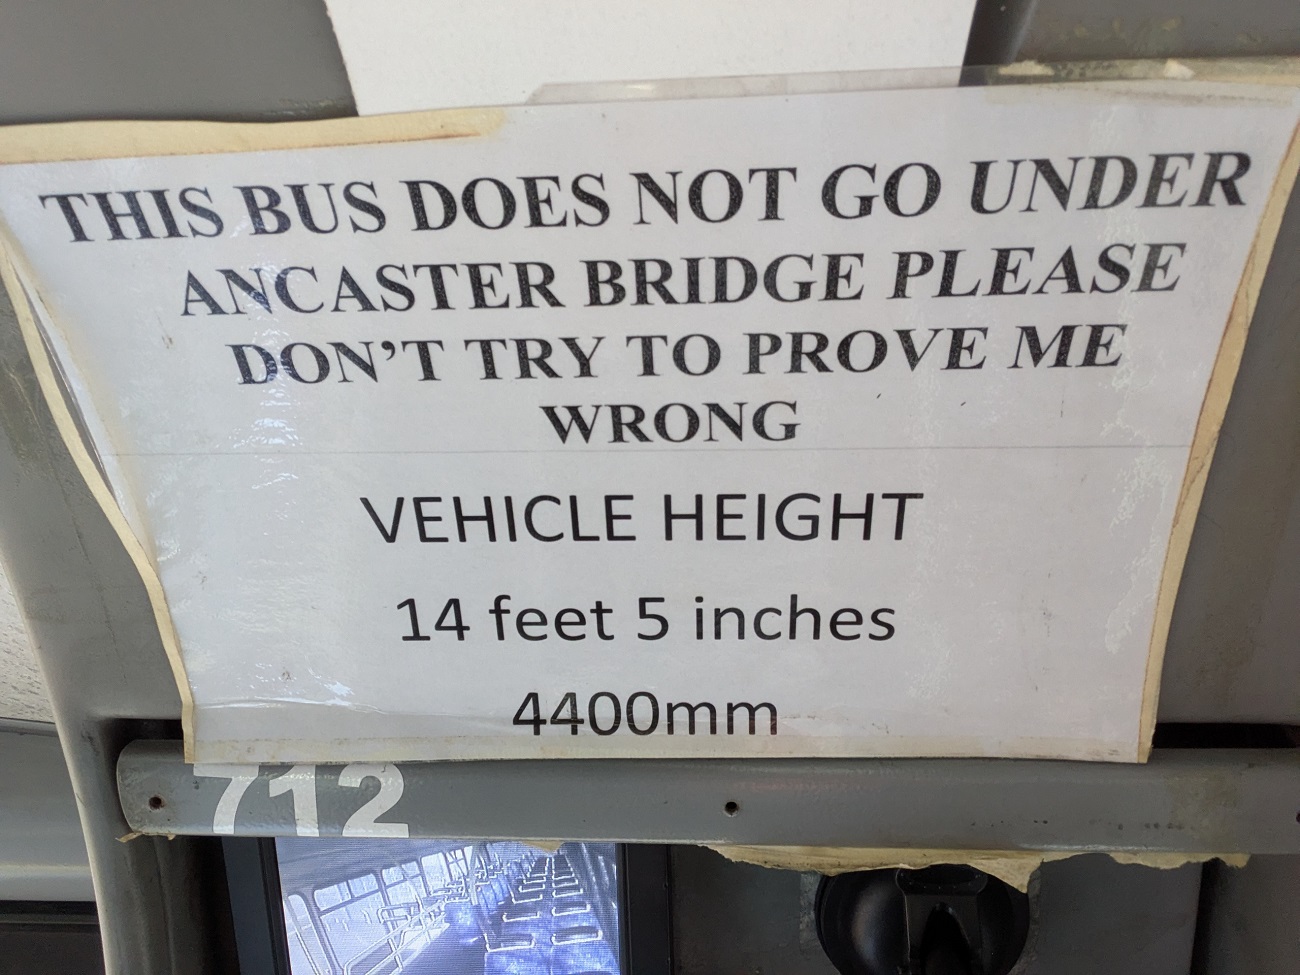 THIS BUS DOES NOT GO UNDER
ANCASTER BRIDGE PLEASE
DON'T TRY TO PROVE ME
WRONG
VEHICLE HEIGHT
14 feet 5 inches
4400mm
712